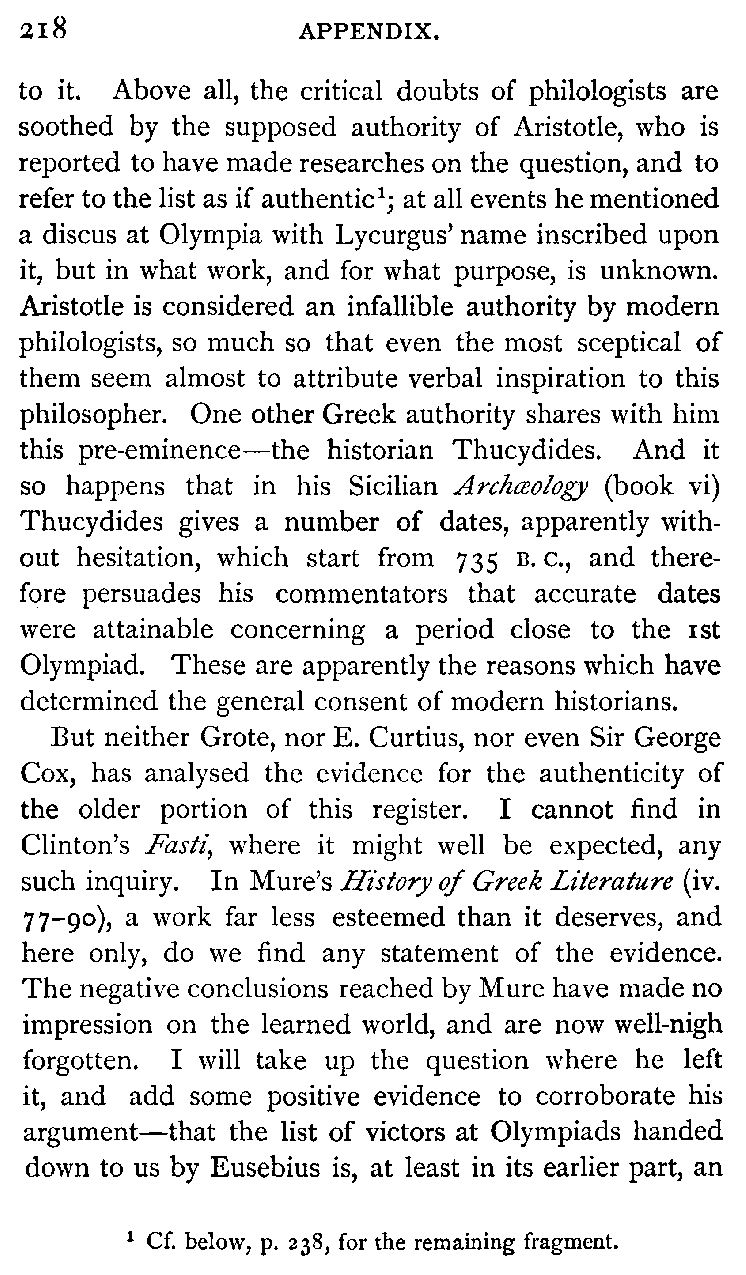 218 APPENDIX.
to it. Above all, the critical doubts of philologists are
soothed by the supposed authority of Aristotle, who is
reported to have made researches on the question, and to
refer to the list as if authentic¹; at all events he mentioned
a discus at Olympia with Lycurgus' name inscribed upon
it, but in what work, and for what purpose, is unknown.
Aristotle is considered an infallible authority by modern
philologists, so much so that even the most sceptical of
them seem almost to attribute verbal inspiration to this
philosopher. One other Greek authority shares with him
this pre-eminence—the historian Thucydides. And it
so happens that in his Sicilian Archæology (book vi)
Thucydides gives a number of dates, apparently with-
out hesitation, which start from 735 B. C., and there-
fore persuades his commentators that accurate dates
were attainable concerning a period close to the 1st
Olympiad. These are apparently the reasons which have
determined the general consent of modern historians.
But neither Grote, nor E. Curtius, nor even Sir George
Cox, has analysed the evidence for the authenticity of
the older portion of this register. I cannot find in
Clinton's Fasti, where it might well be expected, any
such inquiry. In Mure's History of Greek Literature (iv.
77–90), a work far less esteemed than it deserves, and
here only, do we find any statement of the evidence.
The negative conclusions reached by Mure have made no
impression on the learned world, and are now well-nigh
forgotten. I will take up the question where he left
it, and add some positive evidence to corroborate his
argument—that the list of victors at Olympiads handed
down to us by Eusebius is, at least in its earlier part, an
¹ Cf. below, p. 238, for the remaining fragment.